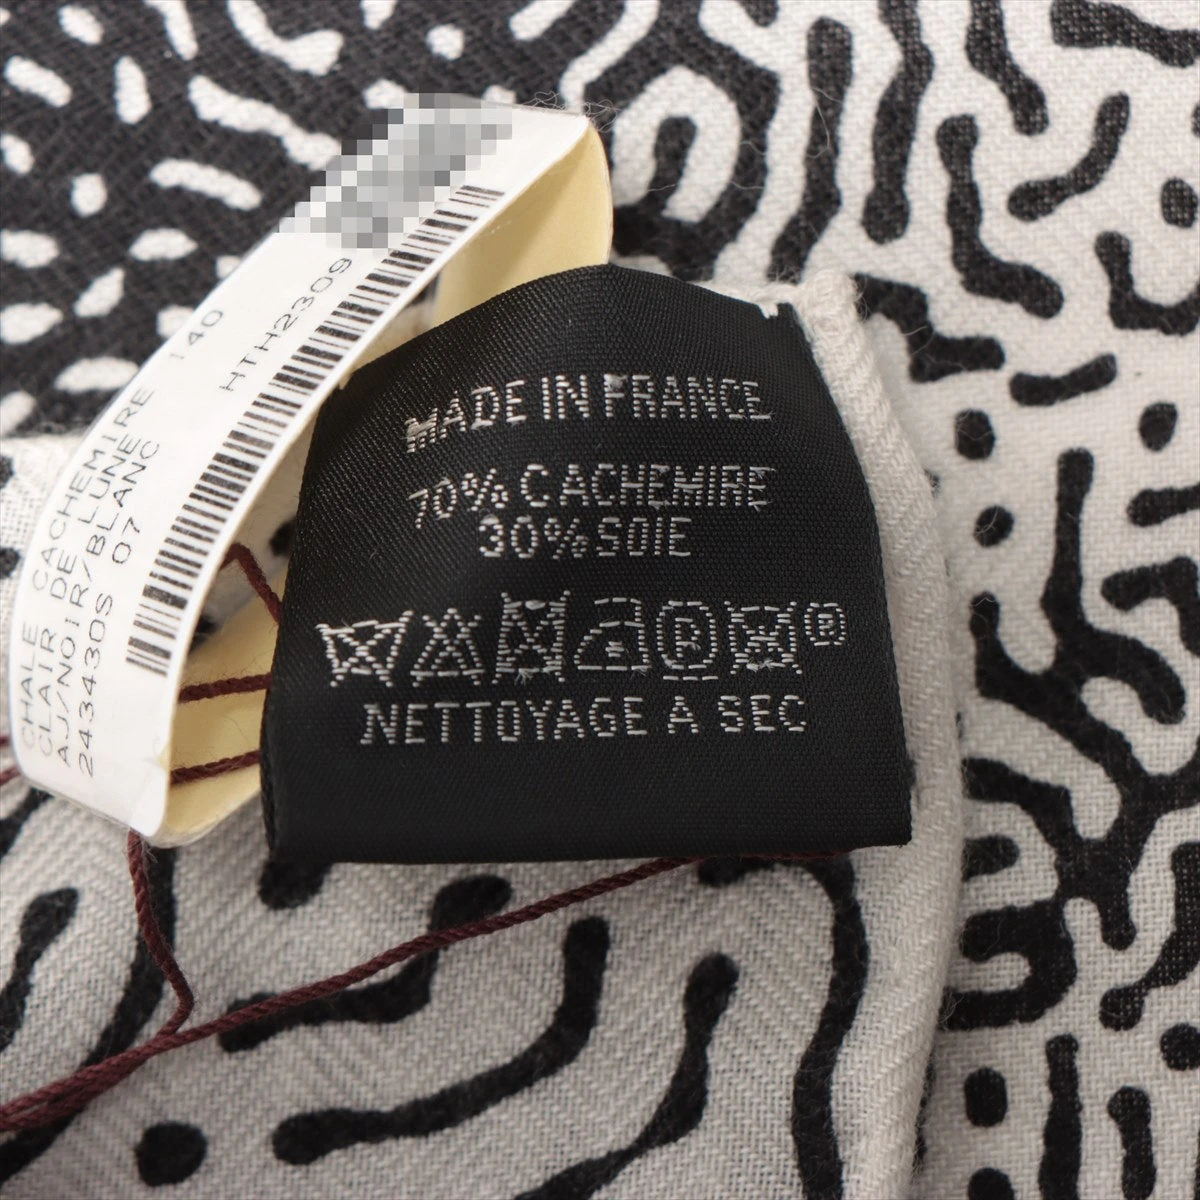 CHALE CACHEMIRE 140
CLAIR DE
AJ/NOIR/BLANC
243430S 07
HTH2309
MADE IN FRANCE
70% CACHEMIRE
30% SOIE
P
P
NETTOYAGE A SEC